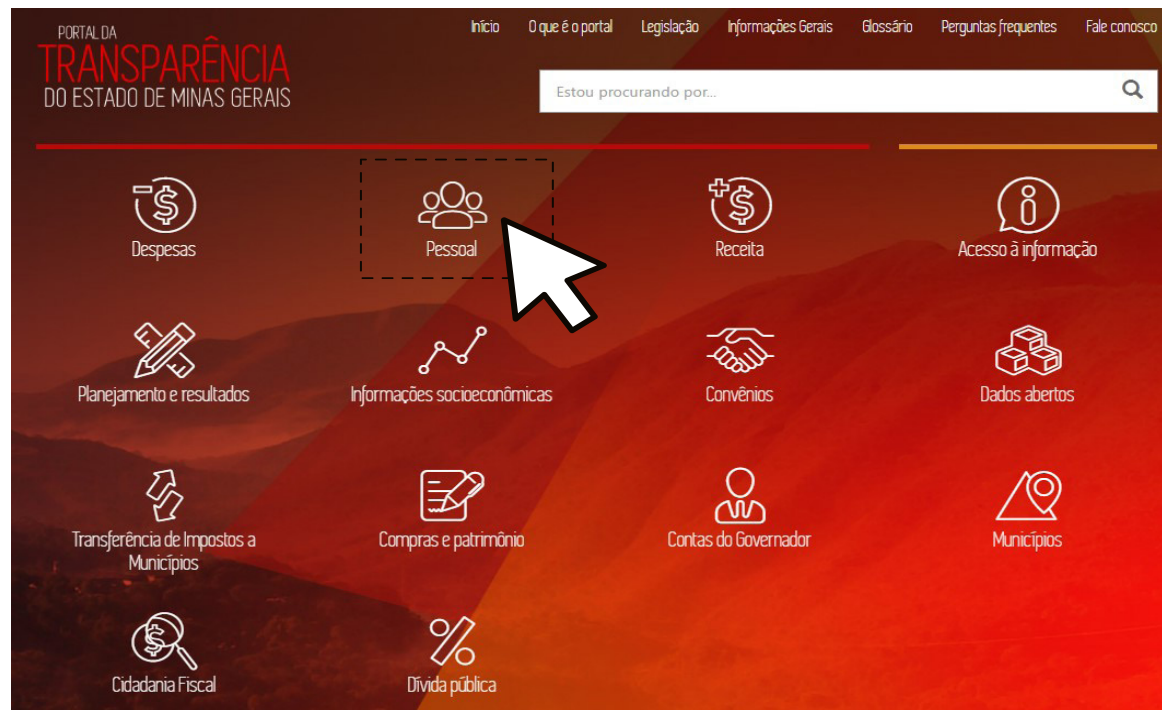 PORTAL DA
TRANSPARÊNCIA
DO ESTADO DE MINAS GERAIS
Início O que é o portal Legislação Informações Gerais Glossário Perguntas frequentes Fale conosco
Estou procurando por...
Despesas Pessoal Receita Acesso à informação
Planejamento e resultados Informações socioeconômicas Convênios Dados abertos
Transferência de Impostos a
Municípios
Compras e patrimônio Contas do Governador Municípios
Cidadania Fiscal Dívida pública